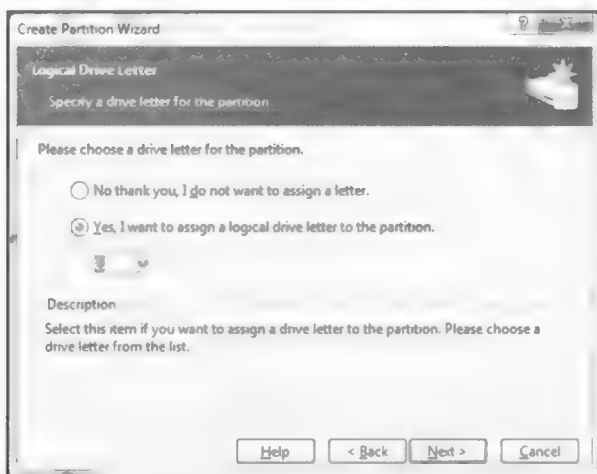 Create Partition Wizard
Logical Drive Letter
Specify a drive letter for the partition
Please choose a drive letter for the partition.
No thank you, I do not want to assign a letter.
Yes, I want to assign a logical drive letter to the partition.
Description
Select this item if you want to assign a drive letter to the partition. Please choose a
drive letter from the list.
Help
< Back
Next >
Cancel